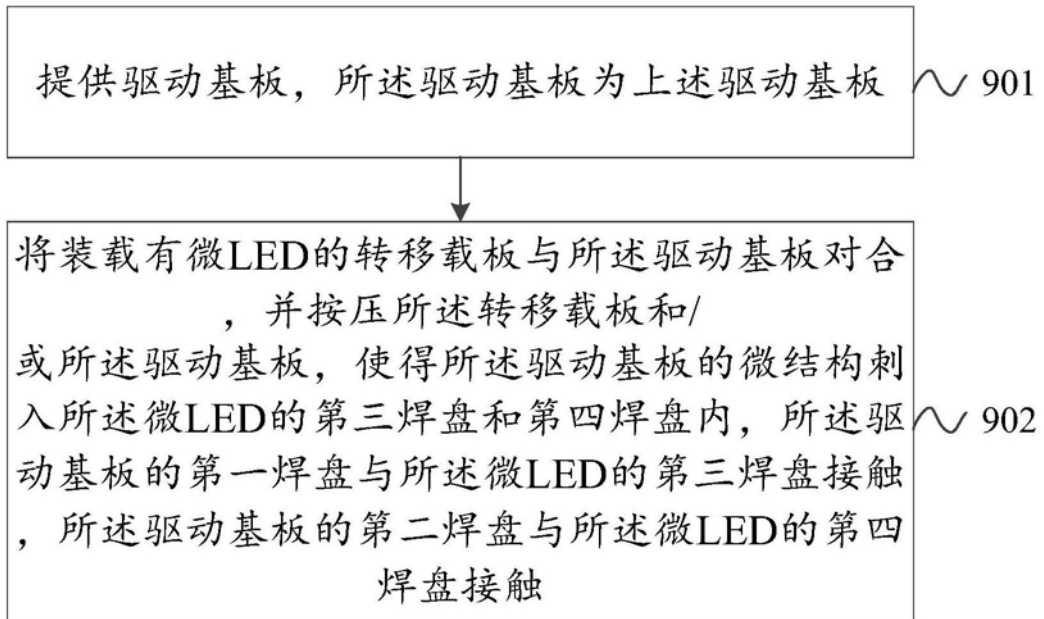 提供驱动基板，所述驱动基板为上述驱动基板
901
将装载有微LED的转移载板与所述驱动基板对合
，并按压所述转移载板和/
或所述驱动基板，使得所述驱动基板的微结构刺
入所述微LED的第三焊盘和第四焊盘内，所述驱
902
动基板的第一焊盘与所述微LED的第三焊盘接触
，所述驱动基板的第二焊盘与所述微LED的第四
焊盘接触